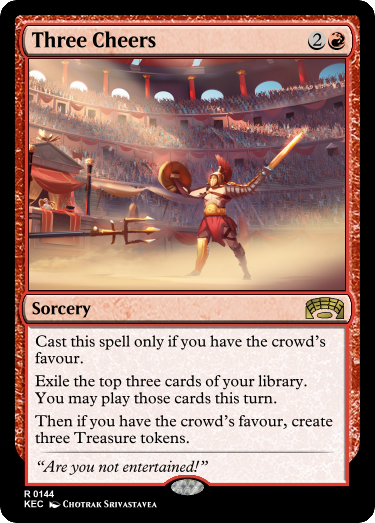 Three Cheers
2
Sorcery
Cast this spell only if you have the crowd's
favour.
Exile the top three cards of your library.
You may play those cards this turn.
Then if you have the crowd's favour, create
three Treasure tokens.
“Are you not entertained!”
R 0144
KEC CHOTRAK SRIVASTAVEA